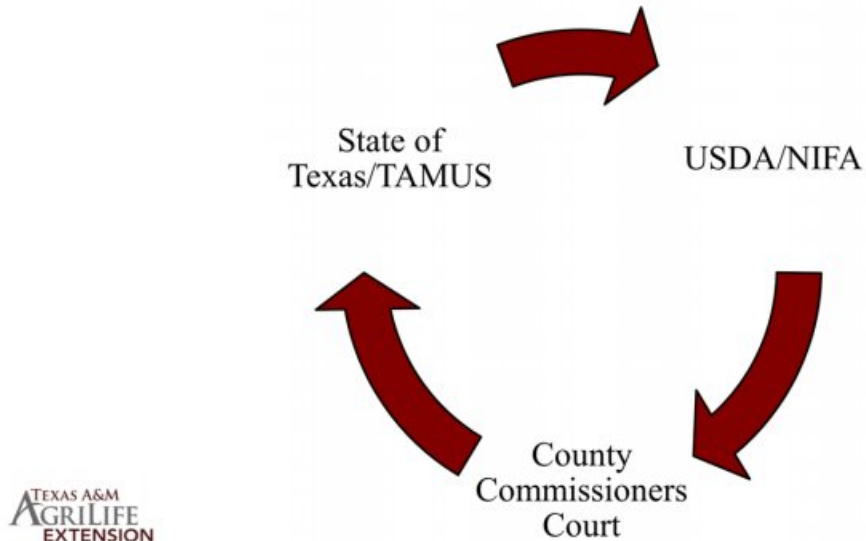 State of
Texas/TAMUS
USDA/NIFA
County
Commissioners
Court
TEXAS A&M
AGRILIFE
EXTENSION